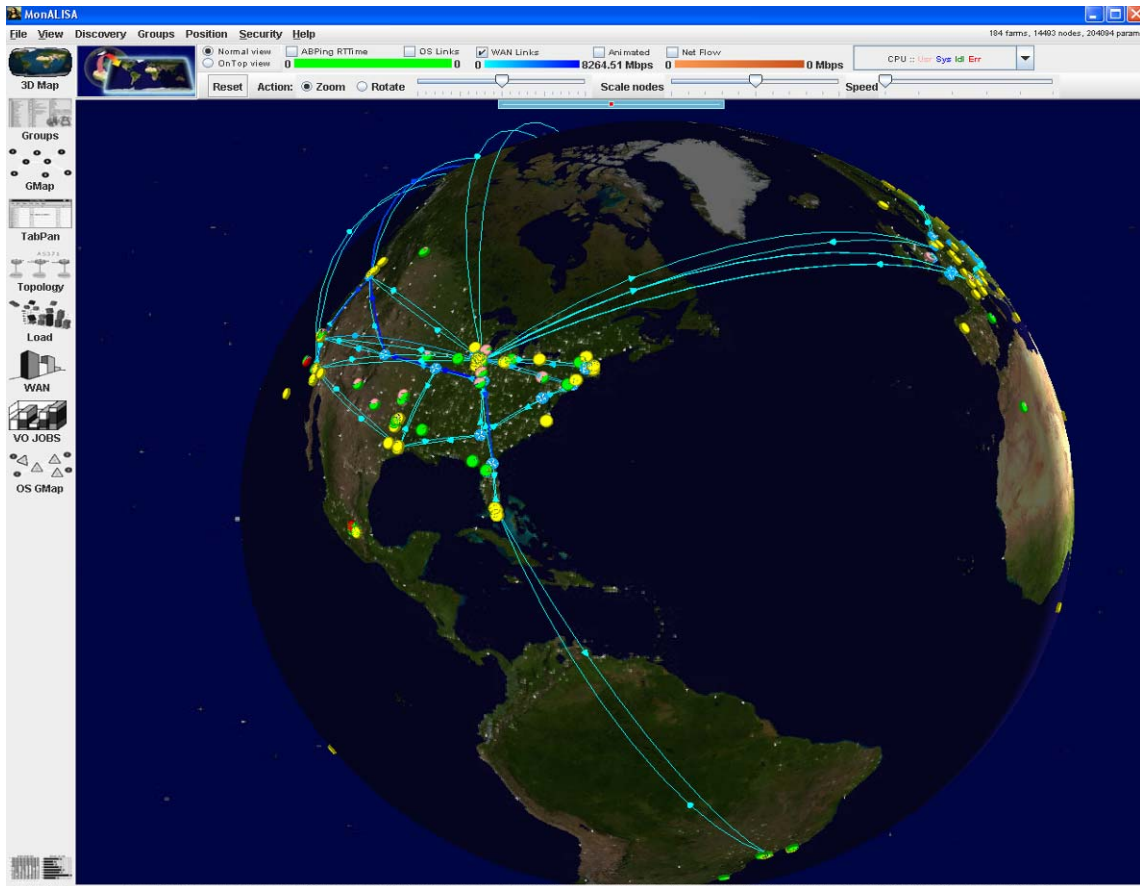 MonALISA
File View Discovery Groups Position Security Help
184 farms, 14493 nodes, 204094 param
Normal view
OnTop view
ABPing RTTime
0 0
OS Links
WAN Links
0 8264.51 Mbps
Animated
Net Flow
0 0 Mbps
CPU :: Usr Sys Idl Err
Reset Action: Zoom Rotate Scale nodes Speed
3D Map
Groups
GMap
TabPan
Topology
Load
WAN
VO JOBS
OS GMap